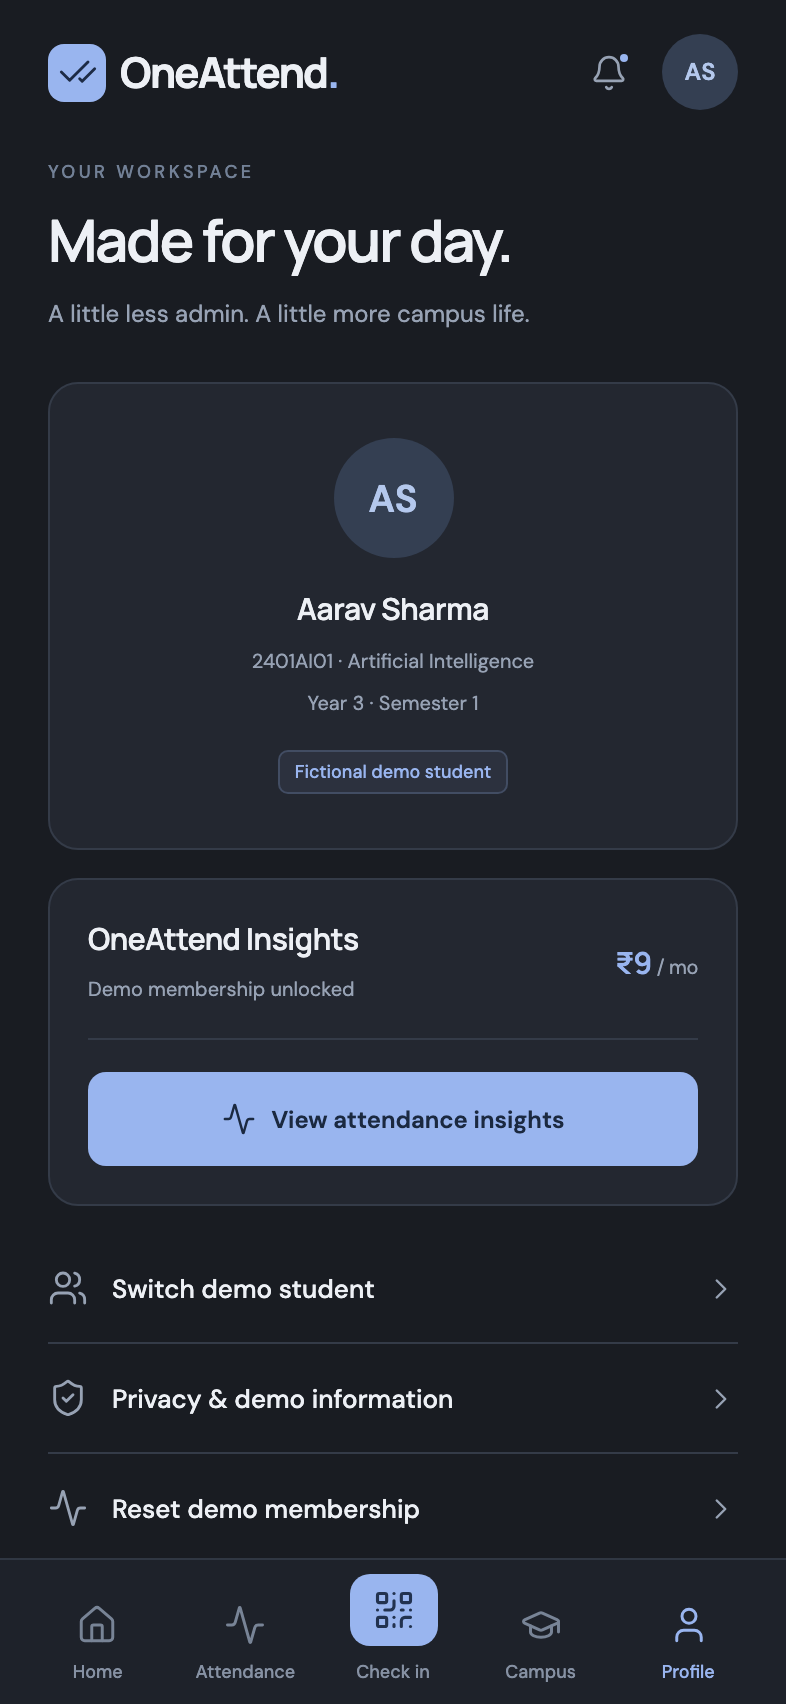 OneAttend.
AS
YOUR WORKSPACE
Made for your day.
A little less admin. A little more campus life.
AS
Aarav Sharma
2401AI01 · Artificial Intelligence
Year 3 · Semester 1
Fictional demo student
OneAttend Insights
₹9 / mo
Demo membership unlocked
View attendance insights
Switch demo student
Privacy & demo information
Reset demo membership
Home
Attendance
Check in
Campus
Profile